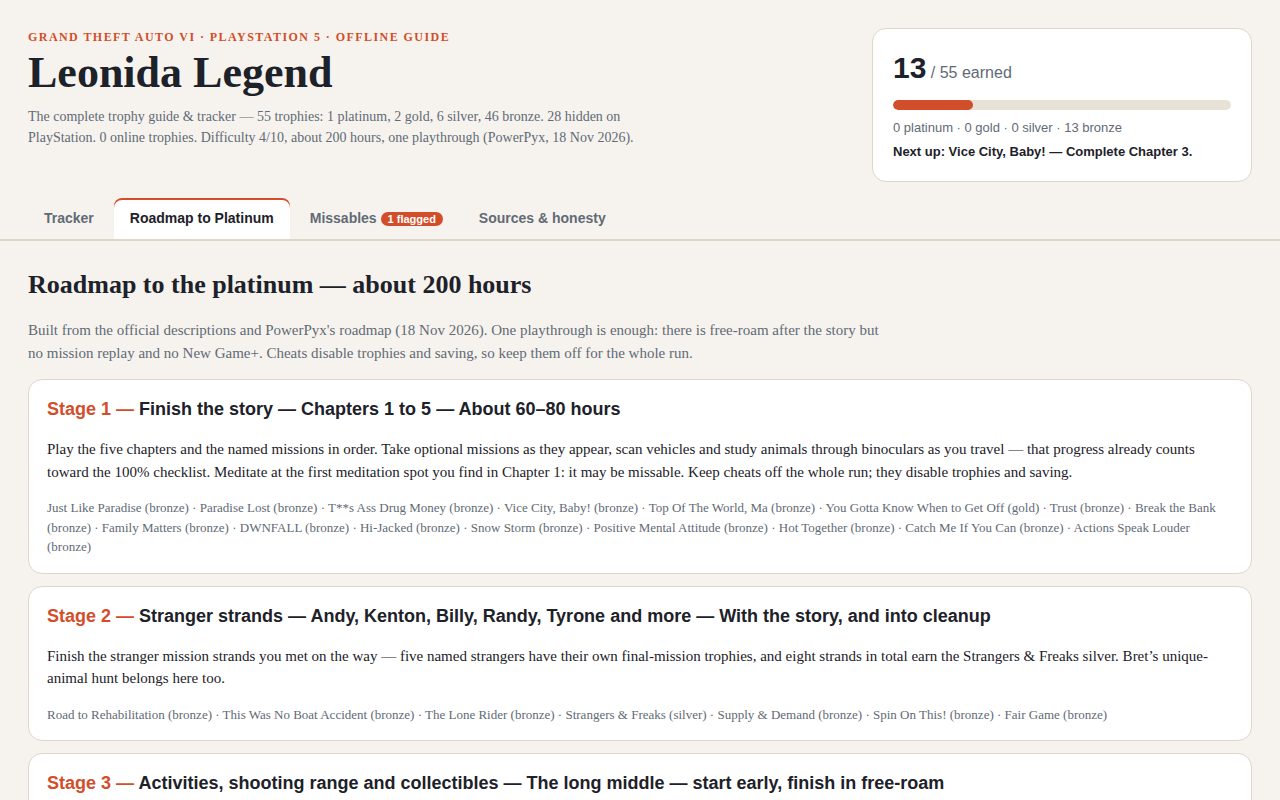 GRAND THEFT AUTO VI · PLAYSTATION 5 · OFFLINE GUIDE
Leonida Legend
The complete trophy guide & tracker — 55 trophies: 1 platinum, 2 gold, 6 silver, 46 bronze. 28 hidden on
PlayStation. 0 online trophies. Difficulty 4/10, about 200 hours, one playthrough (PowerPyx, 18 Nov 2026).
13 / 55 earned
0 platinum · 0 gold · 0 silver · 13 bronze
Next up: Vice City, Baby! — Complete Chapter 3.
Tracker Roadmap to Platinum Missables 1 flagged Sources & honesty
Roadmap to the platinum — about 200 hours
Built from the official descriptions and PowerPyx's roadmap (18 Nov 2026). One playthrough is enough: there is free-roam after the story but
no mission replay and no New Game+. Cheats disable trophies and saving, so keep them off for the whole run.
Stage 1 — Finish the story — Chapters 1 to 5 — About 60–80 hours
Play the five chapters and the named missions in order. Take optional missions as they appear, scan vehicles and study animals through binoculars as you travel — that progress already counts
toward the 100% checklist. Meditate at the first meditation spot you find in Chapter 1: it may be missable. Keep cheats off the whole run; they disable trophies and saving.
Just Like Paradise (bronze) · Paradise Lost (bronze) · T**s Ass Drug Money (bronze) · Vice City, Baby! (bronze) · Top Of The World, Ma (bronze) · You Gotta Know When to Get Off (gold) · Trust (bronze) · Break the Bank
(bronze) · Family Matters (bronze) · DWNFALL (bronze) · Hi-Jacked (bronze) · Snow Storm (bronze) · Positive Mental Attitude (bronze) · Hot Together (bronze) · Catch Me If You Can (bronze) · Actions Speak Louder
(bronze)
Stage 2 — Stranger strands — Andy, Kenton, Billy, Randy, Tyrone and more — With the story, and into cleanup
Finish the stranger mission strands you met on the way — five named strangers have their own final-mission trophies, and eight strands in total earn the Strangers & Freaks silver. Bret’s unique-
animal hunt belongs here too.
Road to Rehabilitation (bronze) · This Was No Boat Accident (bronze) · The Lone Rider (bronze) · Strangers & Freaks (silver) · Supply & Demand (bronze) · Spin On This! (bronze) · Fair Game (bronze)
Stage 3 — Activities, shooting range and collectibles — The long middle — start early, finish in free-roam